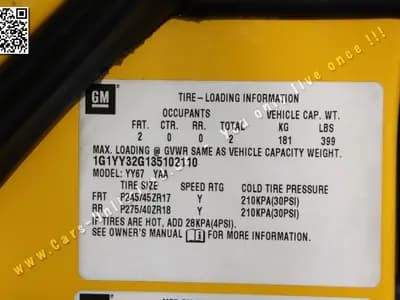 GM
TIRE-LOADING INFORMATION
OCCUPANTS VEHICLE CAP. WT.
FRT. CTR. RR. TOTAL KG LBS
2 0 0 2 181 399
MAX. LOADING @ GVWR SAME AS VEHICLE CAPACITY WEIGHT.
1G1YY32G135102110
MODEL: YY67 YAA
TIRE SIZE SPEED RTG COLD TIRE PRESSURE
FRT P245/45ZR17 Y 210KPA(30PSI)
RR P275/40ZR18 Y 210KPA(30PSI)
IF TIRES ARE HOT, ADD 28KPA(4PSI).
SEE OWNER'S MANUAL FOR MORE INFORMATION.
you only live once !!!
www.Cars-Onli